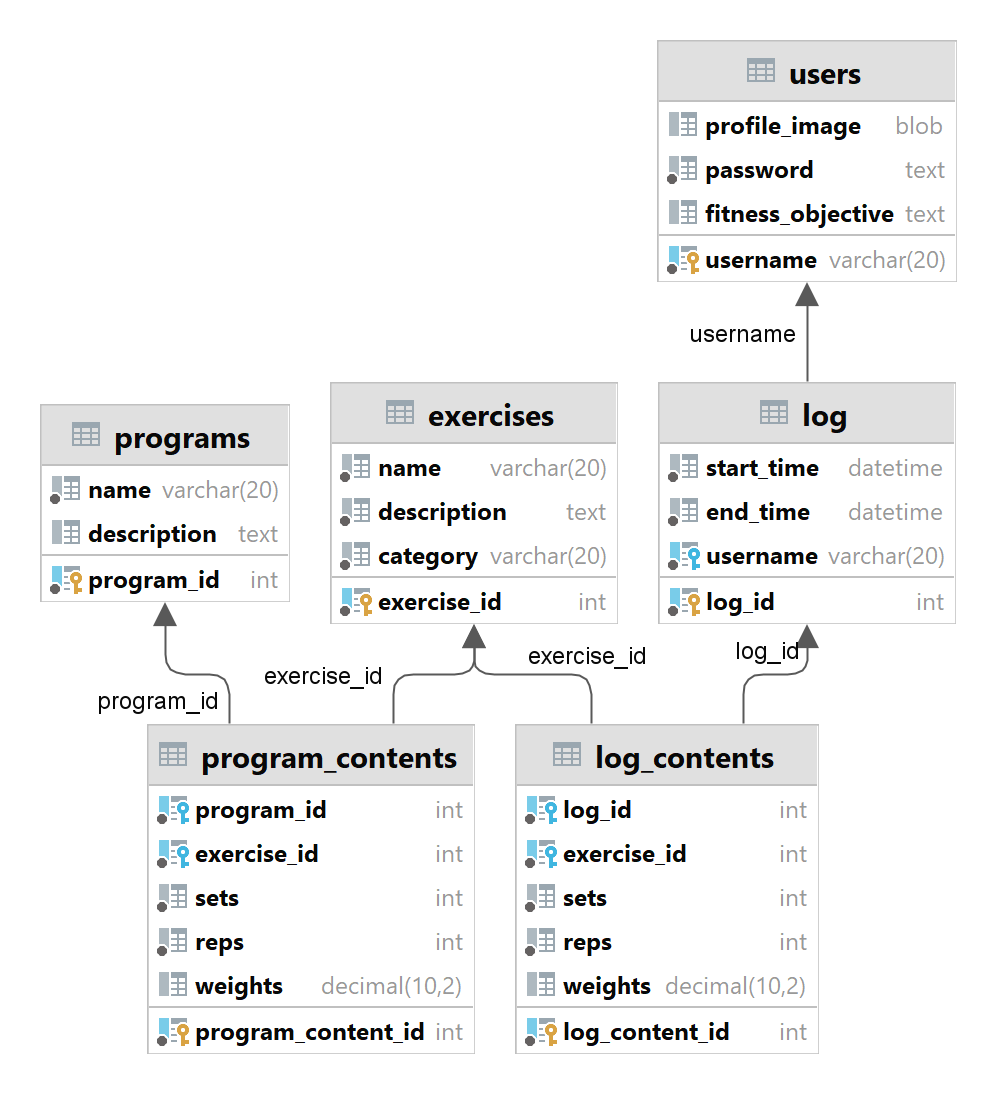 users
profile_image blob
password text
fitness_objective text
username varchar(20)
username
programs
name varchar(20)
description text
program_id int
exercises
name varchar(20)
description text
category varchar(20)
exercise_id int
log
start_time datetime
end_time datetime
username varchar(20)
log_id int
program_id
exercise_id
exercise_id
log_id
program_contents
program_id int
exercise_id int
sets int
reps int
weights decimal(10,2)
program_content_id int
log_contents
log_id int
exercise_id int
sets int
reps int
weights decimal(10,2)
log_content_id int